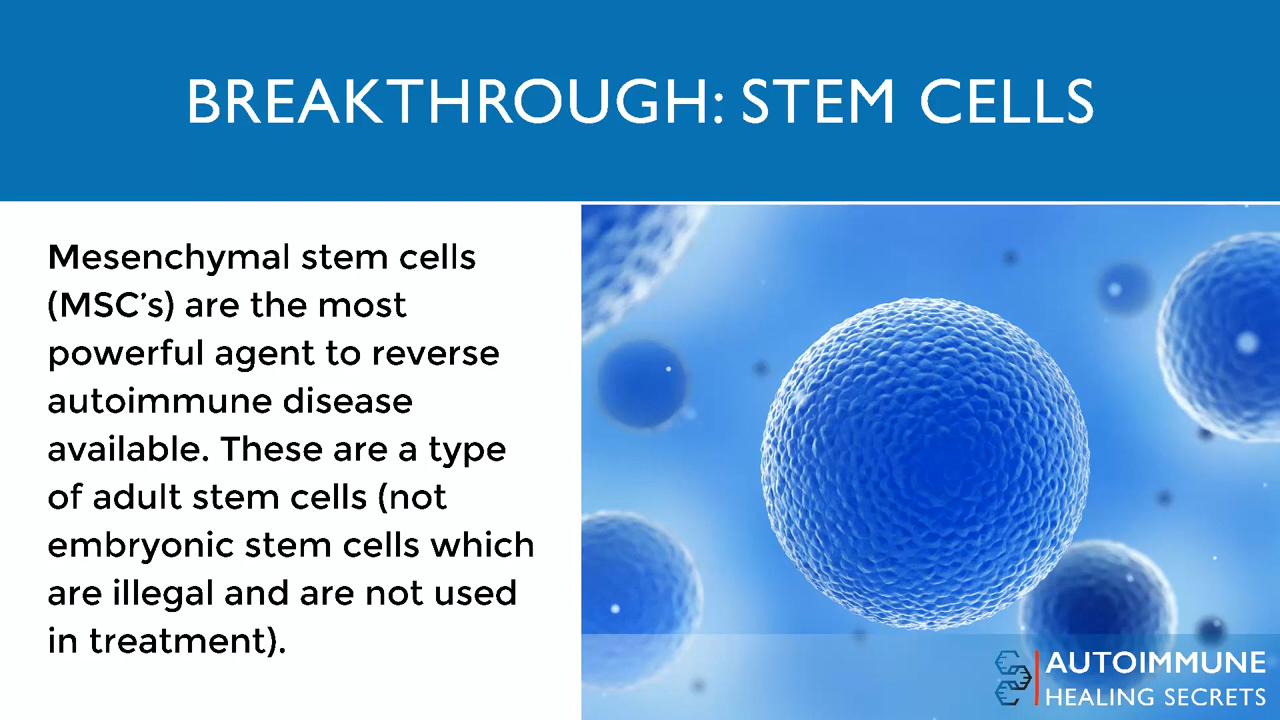 BREAKTHROUGH: STEM CELLS
Mesenchymal stem cells
(MSC’s) are the most
powerful agent to reverse
autoimmune disease
available. These are a type
of adult stem cells (not
embryonic stem cells which
are illegal and are not used
in treatment).
AUTOIMMUNE
HEALING SECRETS